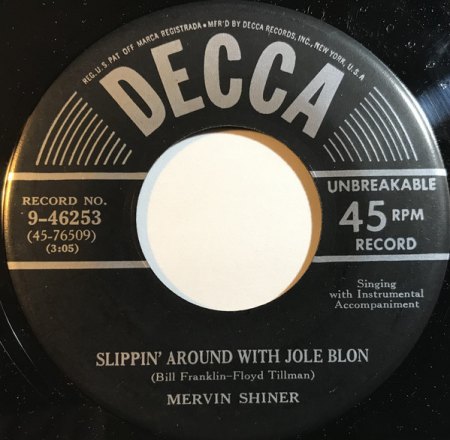 REG. U.S. PAT. OFF. MARCA REGISTRADA • MF'R'D BY DECCA RECORDS, INC., NEW YORK, U.S.A.
DECCA
RECORD NO.
9-46253
(45-76509)
(3:05)
UNBREAKABLE
45 RPM
RECORD
Singing
with Instrumental
Accompaniment
SLIPPIN' AROUND WITH JOLE BLON
(Bill Franklin-Floyd Tillman)
MERVIN SHINER